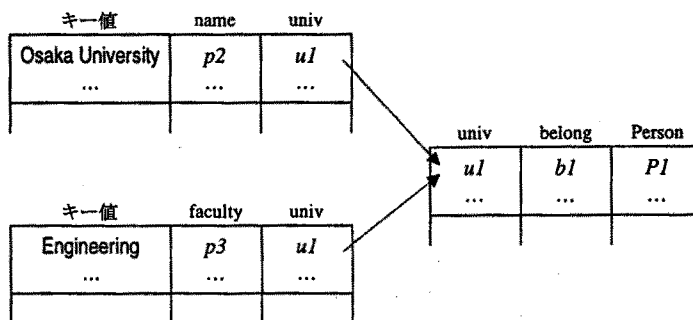 キー値 name univ
Osaka University p2 u1
... ... ...
univ belong Person
u1 b1 P1
... ... ...
キー値 faculty univ
Engineering p3 u1
... ... ...